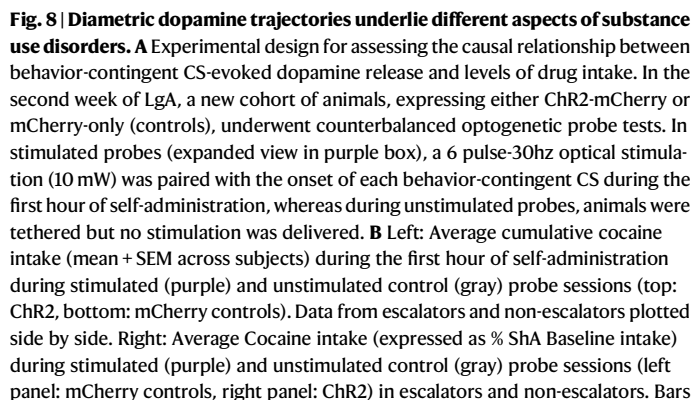 Fig. 8 | Diametric dopamine trajectories underlie different aspects of substance
use disorders. A Experimental design for assessing the causal relationship between
behavior-contingent CS-evoked dopamine release and levels of drug intake. In the
second week of LgA, a new cohort of animals, expressing either ChR2-mCherry or
mCherry-only (controls), underwent counterbalanced optogenetic probe tests. In
stimulated probes (expanded view in purple box), a 6 pulse-30hz optical stimula-
tion (10 mW) was paired with the onset of each behavior-contingent CS during the
first hour of self-administration, whereas during unstimulated probes, animals were
tethered but no stimulation was delivered. B Left: Average cumulative cocaine
intake (mean + SEM across subjects) during the first hour of self-administration
during stimulated (purple) and unstimulated control (gray) probe sessions (top:
ChR2, bottom: mCherry controls). Data from escalators and non-escalators plotted
side by side. Right: Average Cocaine intake (expressed as % ShA Baseline intake)
during stimulated (purple) and unstimulated control (gray) probe sessions (left
panel: mCherry controls, right panel: ChR2) in escalators and non-escalators. Bars